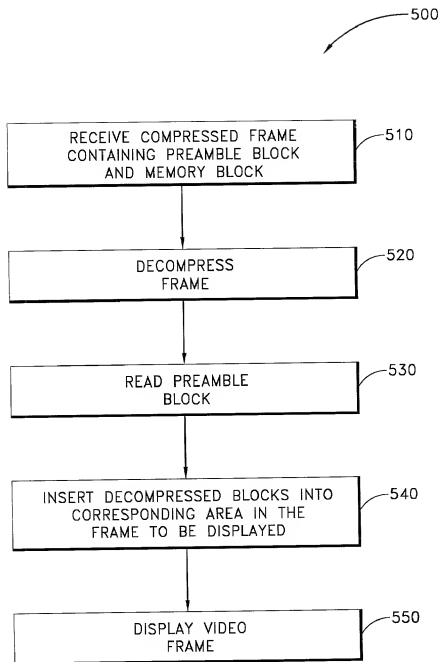 500
RECEIVE COMPRESSED FRAME
CONTAINING PREAMBLE BLOCK
AND MEMORY BLOCK
510
DECOMPRESS
FRAME
520
READ PREAMBLE
BLOCK
530
INSERT DECOMPRESSED BLOCKS INTO
CORRESPONDING AREA IN THE
FRAME TO BE DISPLAYED
540
DISPLAY VIDEO
FRAME
550